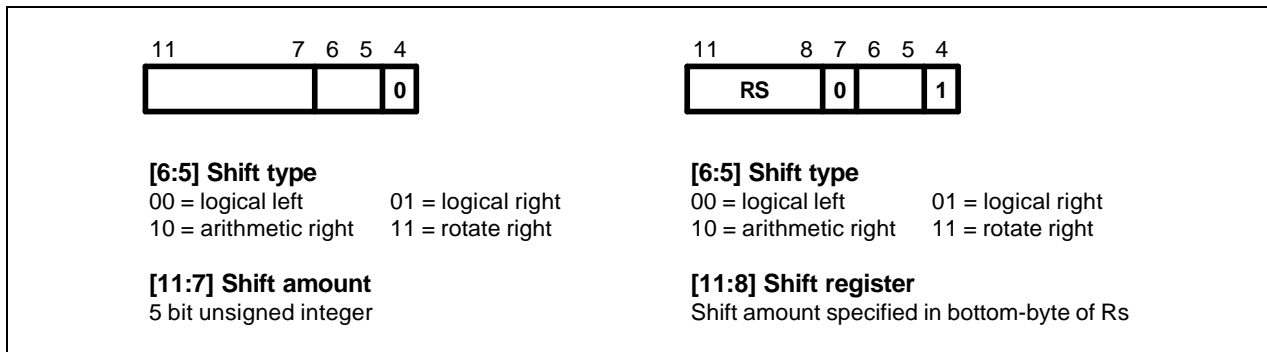 11 7 6 5 4
0
[6:5] Shift type
00 = logical left 01 = logical right
10 = arithmetic right 11 = rotate right
[11:7] Shift amount
5 bit unsigned integer
11 8 7 6 5 4
RS 0 1
[6:5] Shift type
00 = logical left 01 = logical right
10 = arithmetic right 11 = rotate right
[11:8] Shift register
Shift amount specified in bottom-byte of Rs